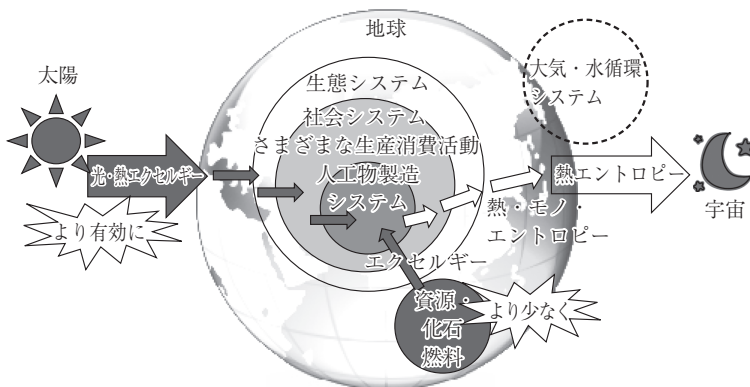 地球
太陽
大気・水循環
システム
生態システム
社会システム
さまざまな生産消費活動
人工物製造
システム
光・熱エクセルギー
熱エントロピー
熱・モノ・
エントロピー
宇宙
より有効に
エクセルギー
資源・
化石
燃料
より少なく